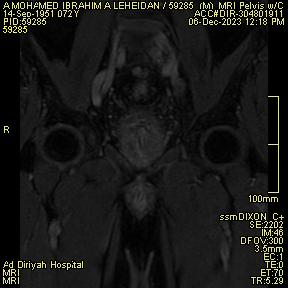 A MOHAMED IBRAHIM A LEHEIDAN / 59285 (M) MRI Pelvis w/C
14-Sep-1951 072Y ACC#DIR-304801911
PID:59285 06-Dec-2023 12:18 PM
59285
R
100mm
ssmDIXON_C+
SE:2202
IM:46
DFOV:300
3.5mm
EC:1
Ad Diriyah Hospital TE:0
MRI ET:70
MRI TR:5.29